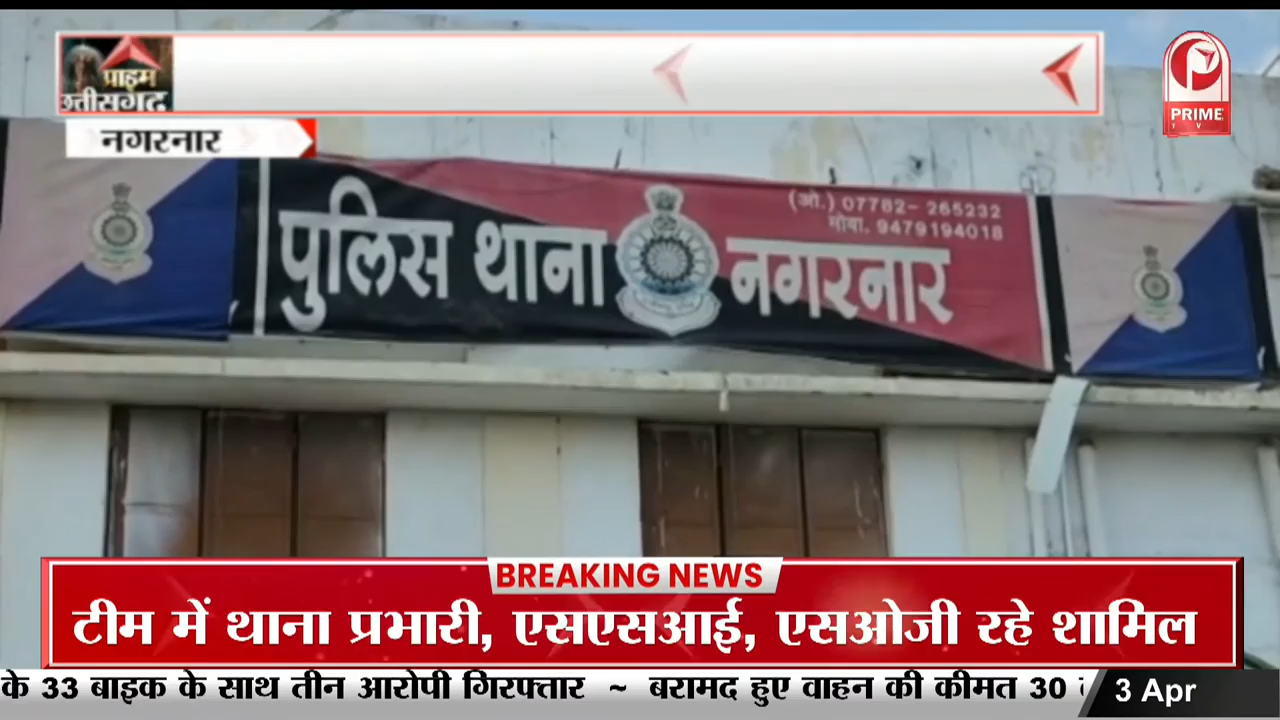 प्राइम
छत्तीसगढ़
PRIME
TV
नगरनार
(ओ.) 07782- 265232
मोबा. 9479194018
पुलिस थाना नगरनार
BREAKING NEWS
टीम में थाना प्रभारी, एसएसआई, एसओजी रहे शामिल
के 33 बाइक के साथ तीन आरोपी गिरफ्तार ~ बरामद हुए वाहन की कीमत 30
3 Apr